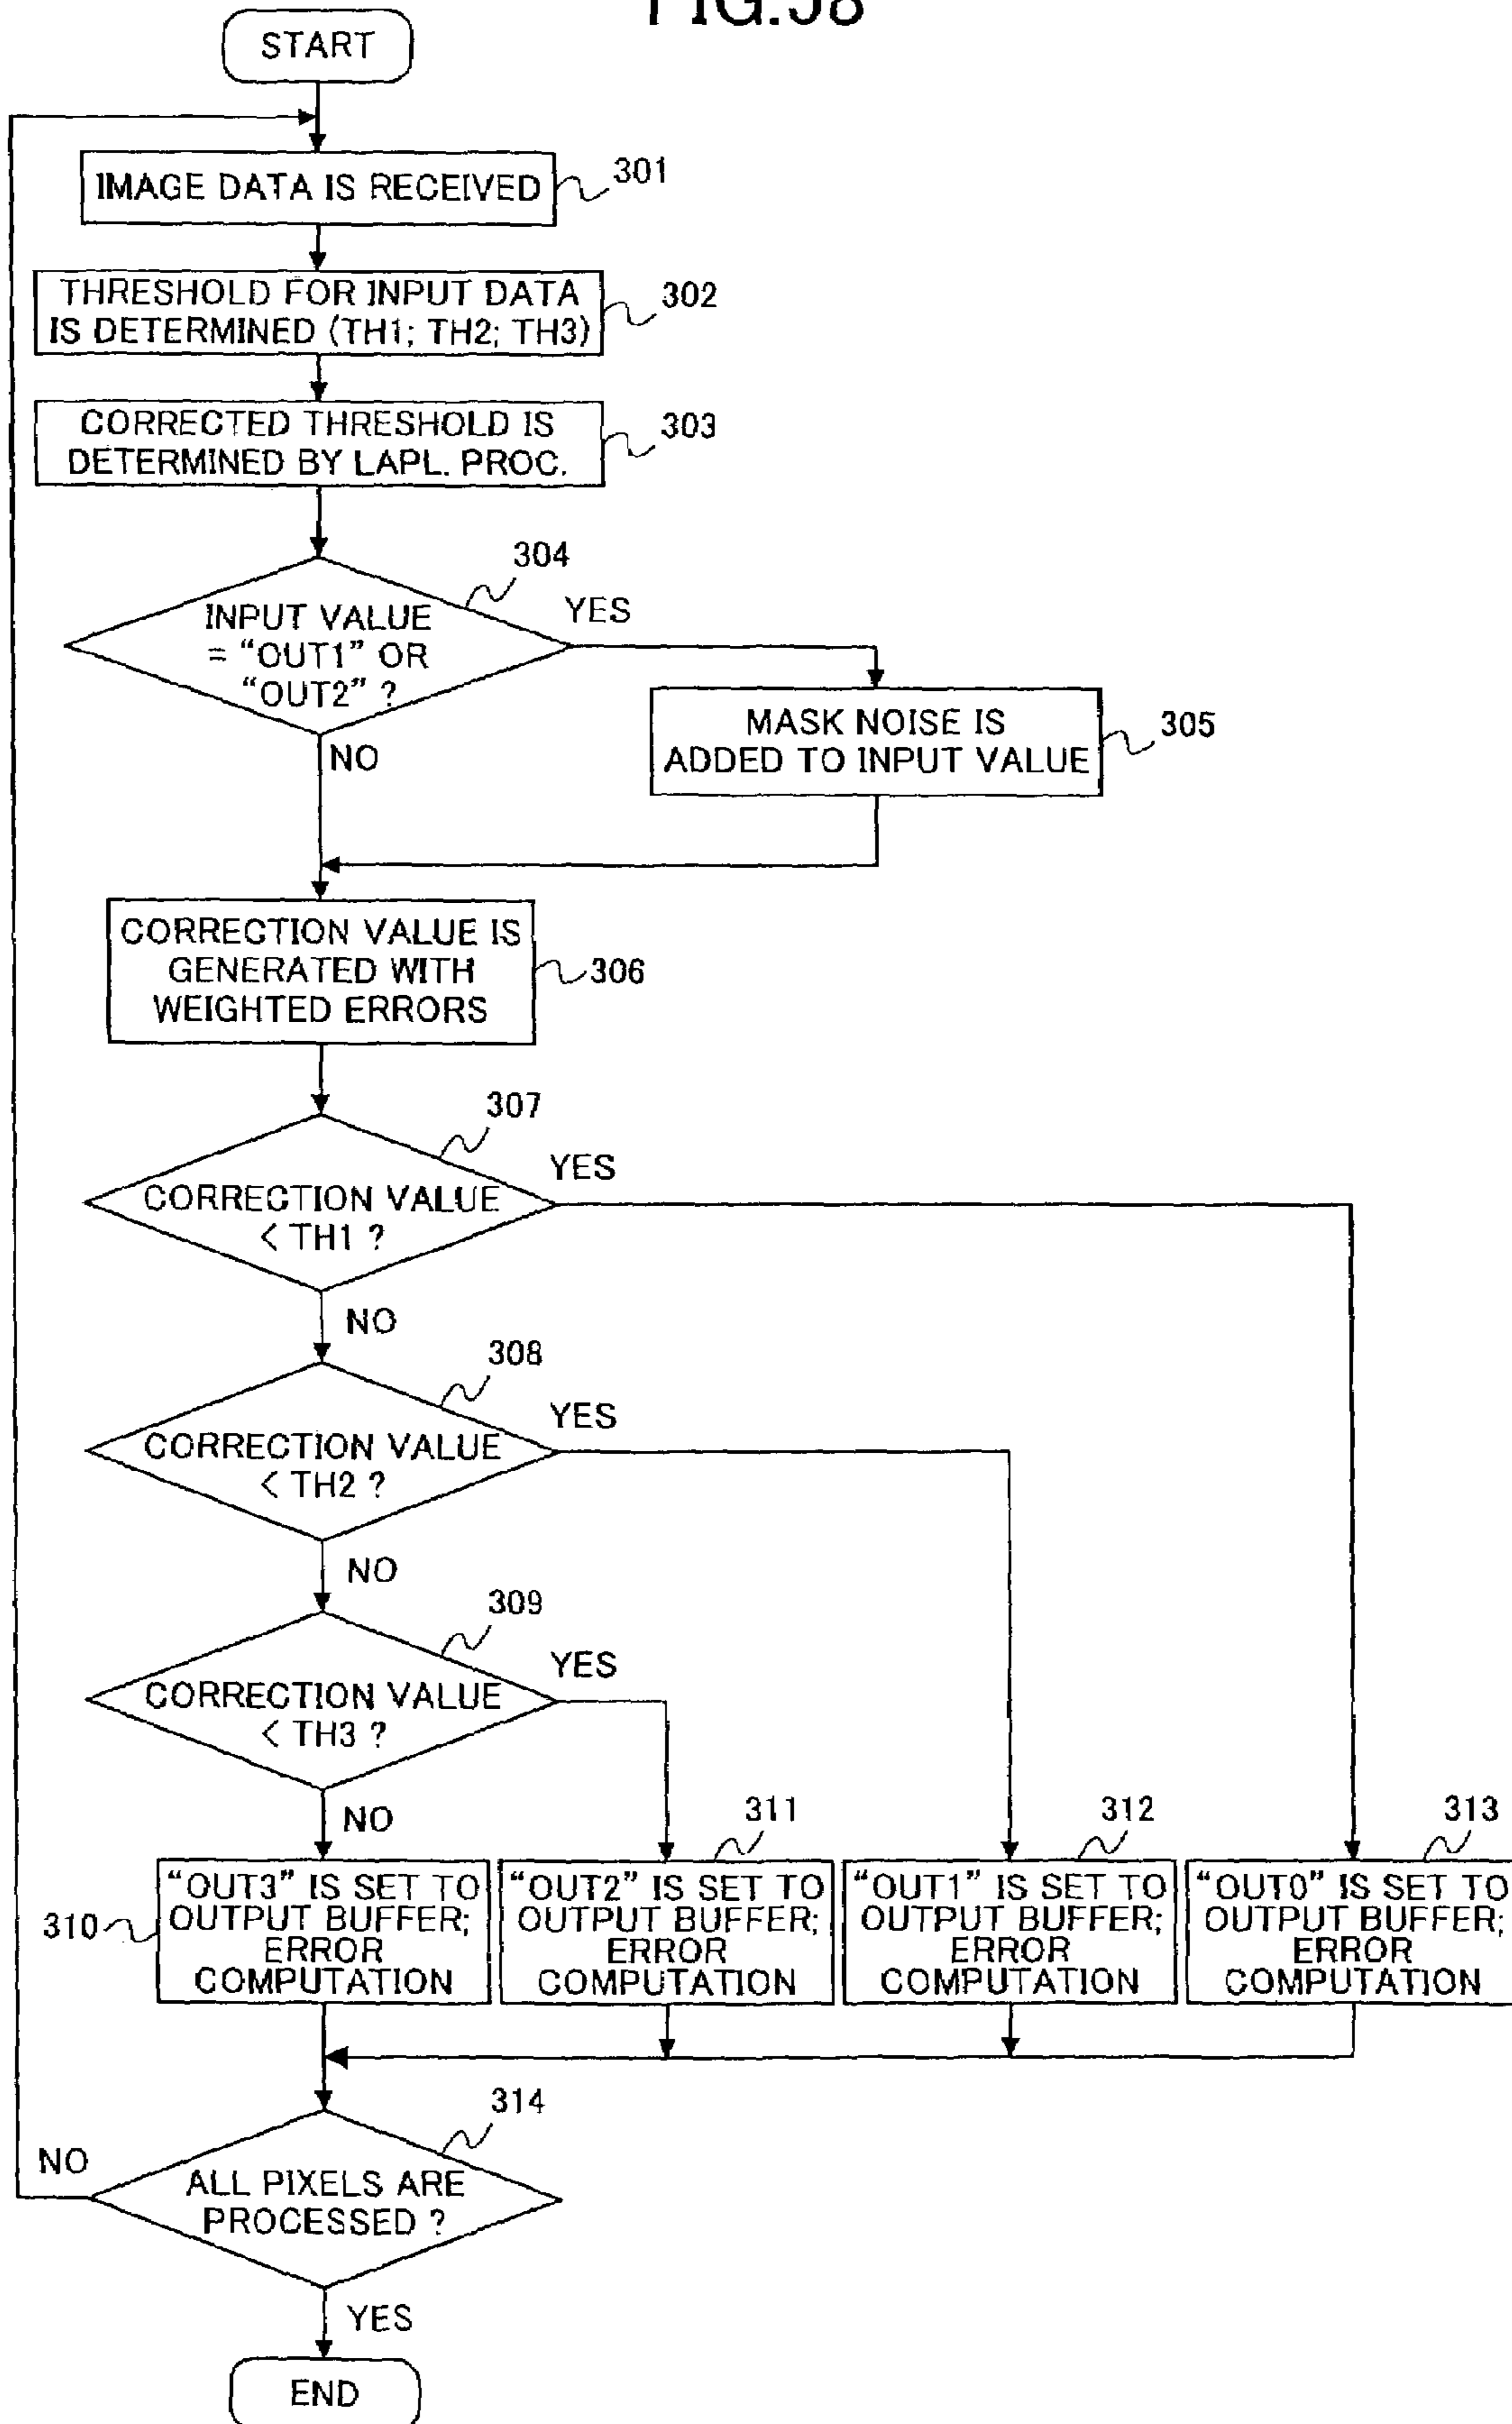 FIG.58
START
IMAGE DATA IS RECEIVED
301
THRESHOLD FOR INPUT DATA
IS DETERMINED (TH1; TH2; TH3)
302
CORRECTED THRESHOLD IS
DETERMINED BY LAPL. PROC.
303
304
INPUT VALUE
= “OUT1” OR
“OUT2” ?
YES
NO
MASK NOISE IS
ADDED TO INPUT VALUE
305
CORRECTION VALUE IS
GENERATED WITH
WEIGHTED ERRORS
306
307
CORRECTION VALUE
< TH1 ?
YES
NO
308
CORRECTION VALUE
< TH2 ?
YES
NO
309
CORRECTION VALUE
< TH3 ?
YES
NO
310
“OUT3” IS SET TO
OUTPUT BUFFER;
ERROR
COMPUTATION
311
“OUT2” IS SET TO
OUTPUT BUFFER;
ERROR
COMPUTATION
312
“OUT1” IS SET TO
OUTPUT BUFFER;
ERROR
COMPUTATION
313
“OUT0” IS SET TO
OUTPUT BUFFER;
ERROR
COMPUTATION
314
ALL PIXELS ARE
PROCESSED ?
NO
YES
END